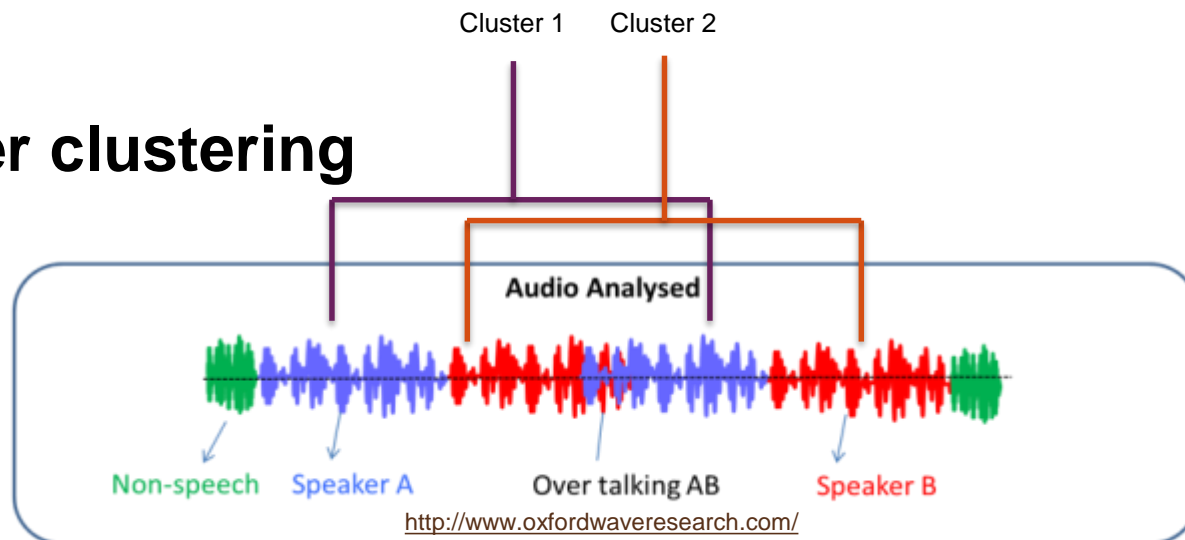 Cluster 1 Cluster 2
er clustering
Audio Analysed
Non-speech Speaker A Over talking AB Speaker B
http://www.oxfordwaveresearch.com/